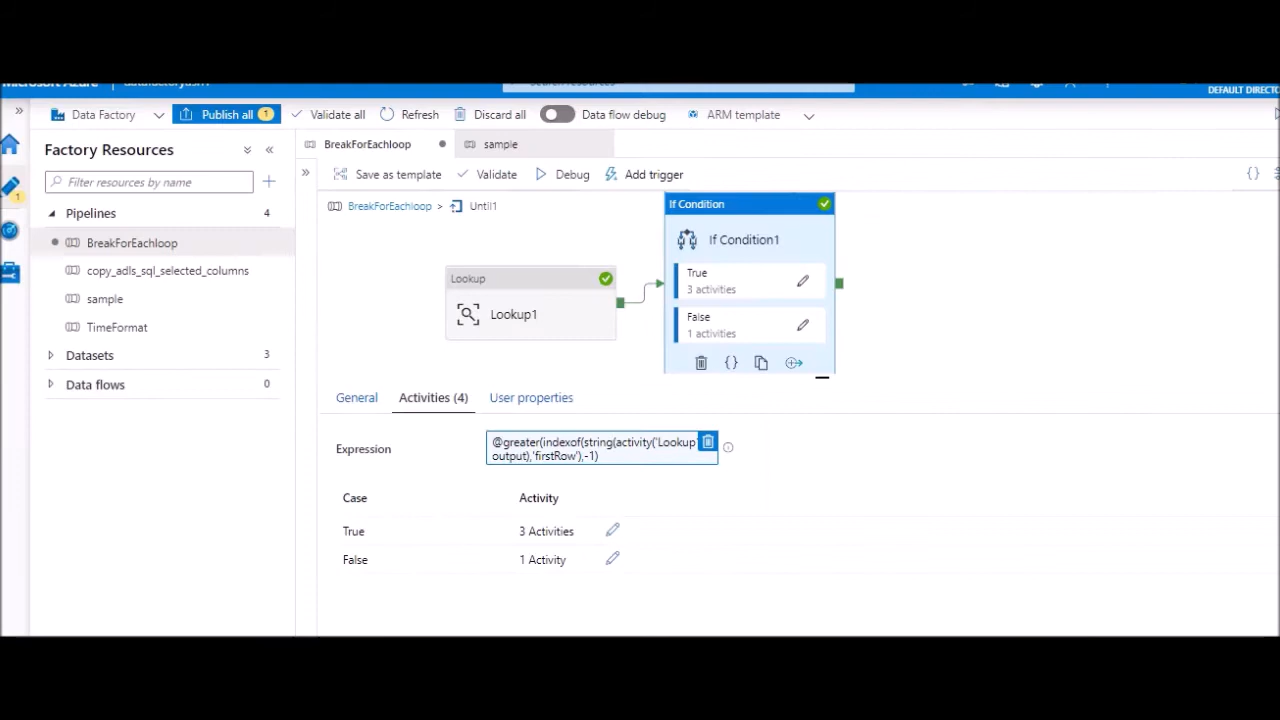 Microsoft Azure
Search resources
DEFAULT DIRECTO
Data Factory
Publish all 1
Validate all
Refresh
Discard all
Data flow debug
ARM template
Factory Resources
BreakForEachloop
sample
Filter resources by name
Save as template
Validate
Debug
Add trigger
{}
1
Pipelines 4
BreakForEachloop > Until1
BreakForEachloop
copy_adls_sql_selected_columns
sample
TimeFormat
Datasets 3
Data flows 0
If Condition
If Condition1
True
3 activities
False
1 activities
{}
Lookup
Lookup1
General
Activities (4)
User properties
Expression
@greater(indexof(string(activity('Lookup
output),'firstRow'),-1)
Case
Activity
True
3 Activities
False
1 Activity